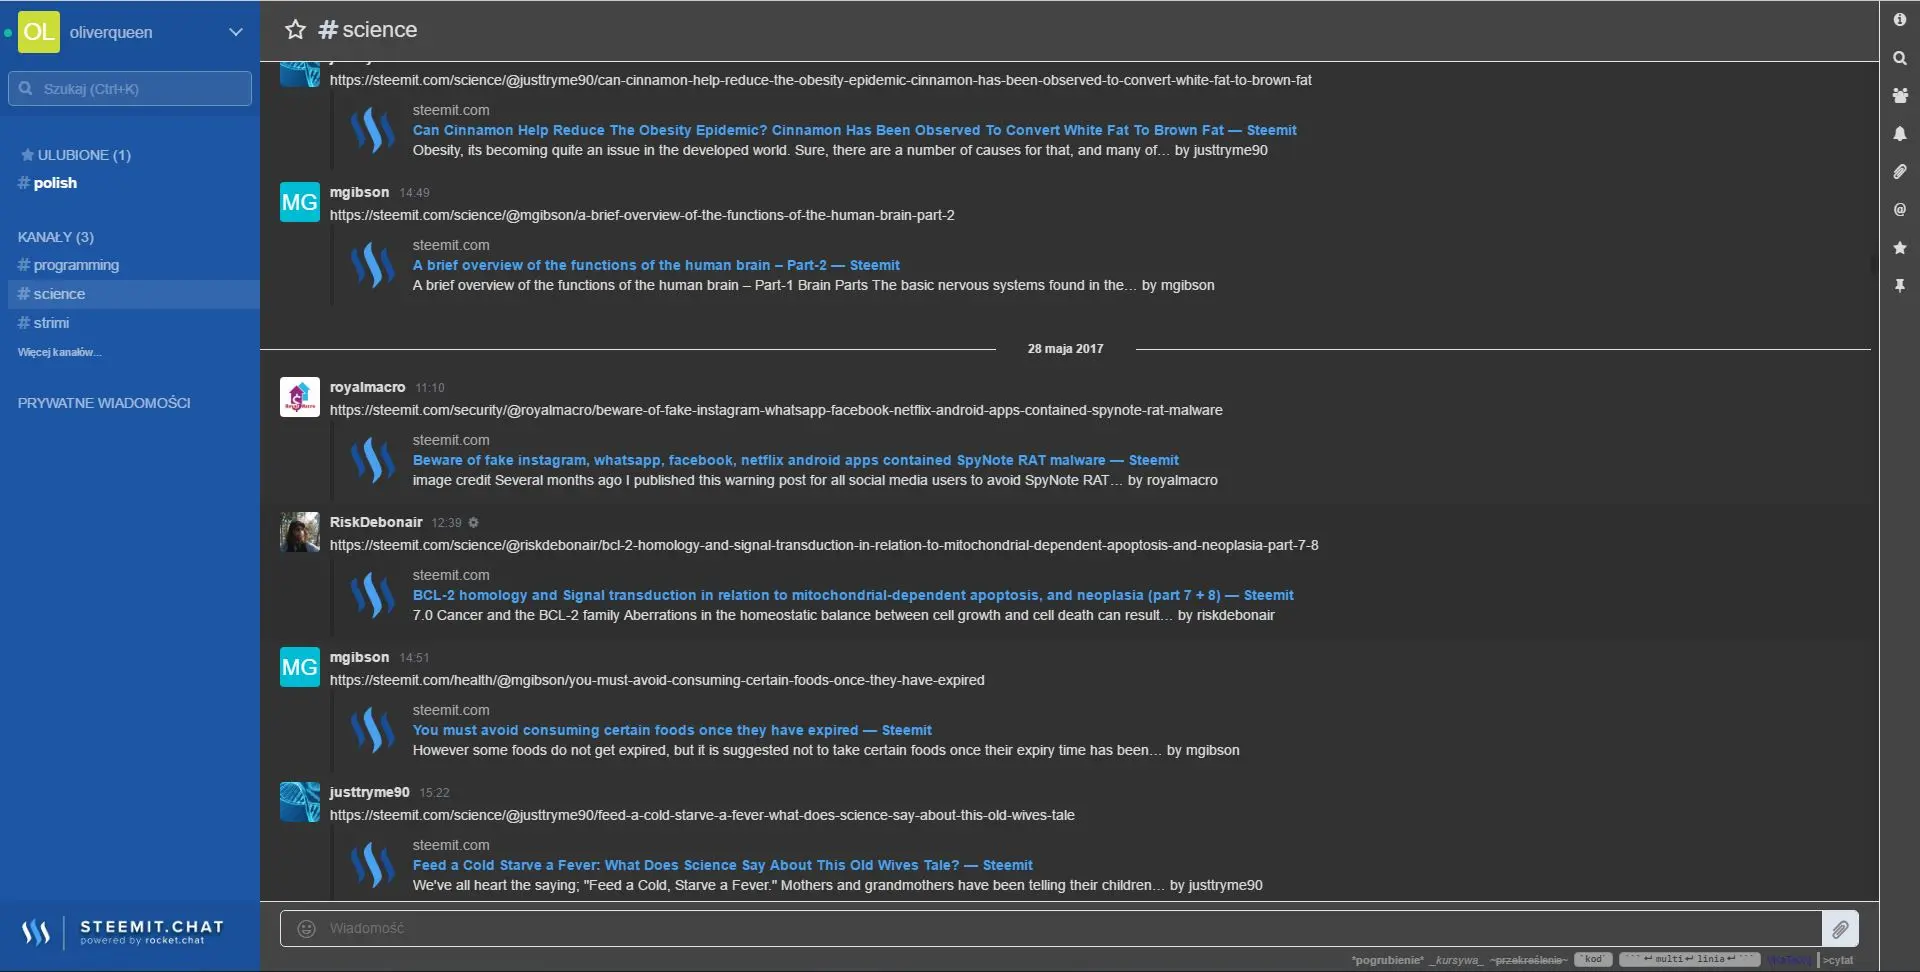 OL oliverqueen
Szukaj (Ctrl+K)
ULUBIONE (1)
# polish
KANAŁY (3)
# programming
# science
# strimi
Więcej kanałów...
PRYWATNE WIADOMOŚCI
STEEMIT.CHAT
powered by rocket.chat
#science
https://steemit.com/science/@justtryme90/can-cinnamon-help-reduce-the-obesity-epidemic-cinnamon-has-been-observed-to-convert-white-fat-to-brown-fat
steemit.com
Can Cinnamon Help Reduce The Obesity Epidemic? Cinnamon Has Been Observed To Convert White Fat To Brown Fat — Steemit
Obesity, its becoming quite an issue in the developed world. Sure, there are a number of causes for that, and many of… by justtryme90
MG mgibson 14:49
https://steemit.com/science/@mgibson/a-brief-overview-of-the-functions-of-the-human-brain-part-2
steemit.com
A brief overview of the functions of the human brain – Part-2 — Steemit
A brief overview of the functions of the human brain – Part-1 Brain Parts The basic nervous systems found in the… by mgibson
28 maja 2017
royalmacro 11:10
https://steemit.com/security/@royalmacro/beware-of-fake-instagram-whatsapp-facebook-netflix-android-apps-contained-spynote-rat-malware
steemit.com
Beware of fake instagram, whatsapp, facebook, netflix android apps contained SpyNote RAT malware — Steemit
image credit Several months ago I published this warning post for all social media users to avoid SpyNote RAT… by royalmacro
RiskDebonair 12:39
https://steemit.com/science/@riskdebonair/bcl-2-homology-and-signal-transduction-in-relation-to-mitochondrial-dependent-apoptosis-and-neoplasia-part-7-8
steemit.com
BCL-2 homology and Signal transduction in relation to mitochondrial-dependent apoptosis, and neoplasia (part 7 + 8) — Steemit
7.0 Cancer and the BCL-2 family Aberrations in the homeostatic balance between cell growth and cell death can result… by riskdebonair
MG mgibson 14:51
https://steemit.com/health/@mgibson/you-must-avoid-consuming-certain-foods-once-they-have-expired
steemit.com
You must avoid consuming certain foods once they have expired — Steemit
However some foods do not get expired, but it is suggested not to take certain foods once their expiry time has been… by mgibson
justtryme90 15:22
https://steemit.com/science/@justtryme90/feed-a-cold-starve-a-fever-what-does-science-say-about-this-old-wives-tale
steemit.com
Feed a Cold Starve a Fever: What Does Science Say About This Old Wives Tale? — Steemit
We've all heart the saying; "Feed a Cold, Starve a Fever." Mothers and grandmothers have been telling their children… by justtryme90
Wiadomość
*pogrubienie* _kursywa_ ~przekreślenie~ `kod` ```↵multi↵linia↵``` >cytat